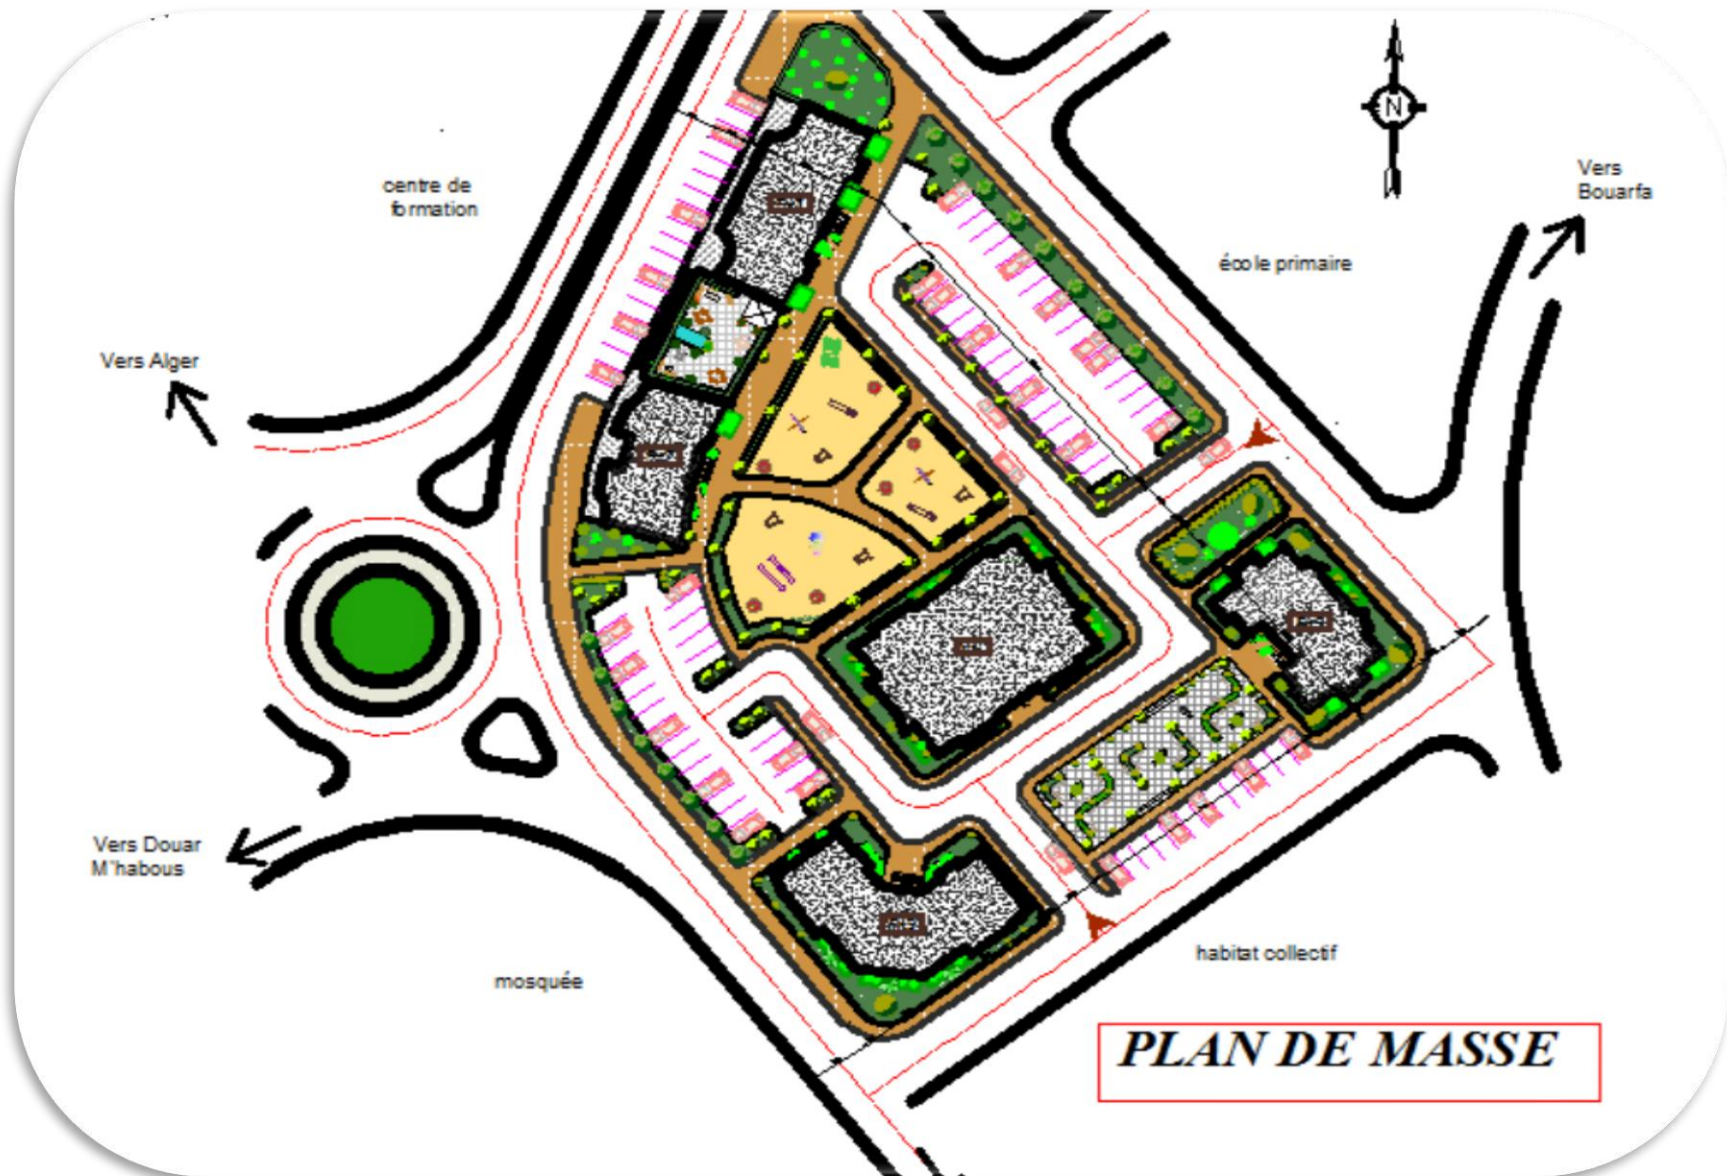 N
centre de
formation
Vers
Bouarfa
école primaire
Vers Alger
Vers Douar
M'habous
habitat collectif
mosquée
PLAN DE MASSE